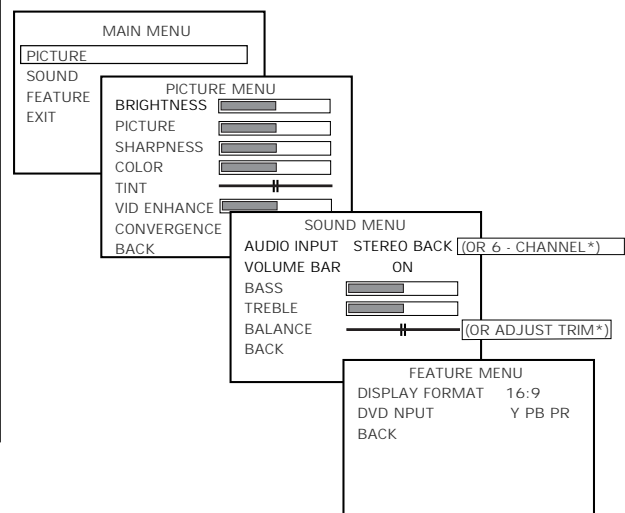 MAIN MENU
PICTURE
SOUND
FEATURE
EXIT
PICTURE MENU
BRIGHTNESS
PICTURE
SHARPNESS
COLOR
TINT
VID ENHANCE
CONVERGENCE
BACK
SOUND MENU
AUDIO INPUT STEREO BACK (OR 6 - CHANNEL*)
VOLUME BAR ON
BASS
TREBLE
BALANCE (OR ADJUST TRIM*)
BACK
FEATURE MENU
DISPLAY FORMAT 16:9
DVD NPUT Y PB PR
BACK